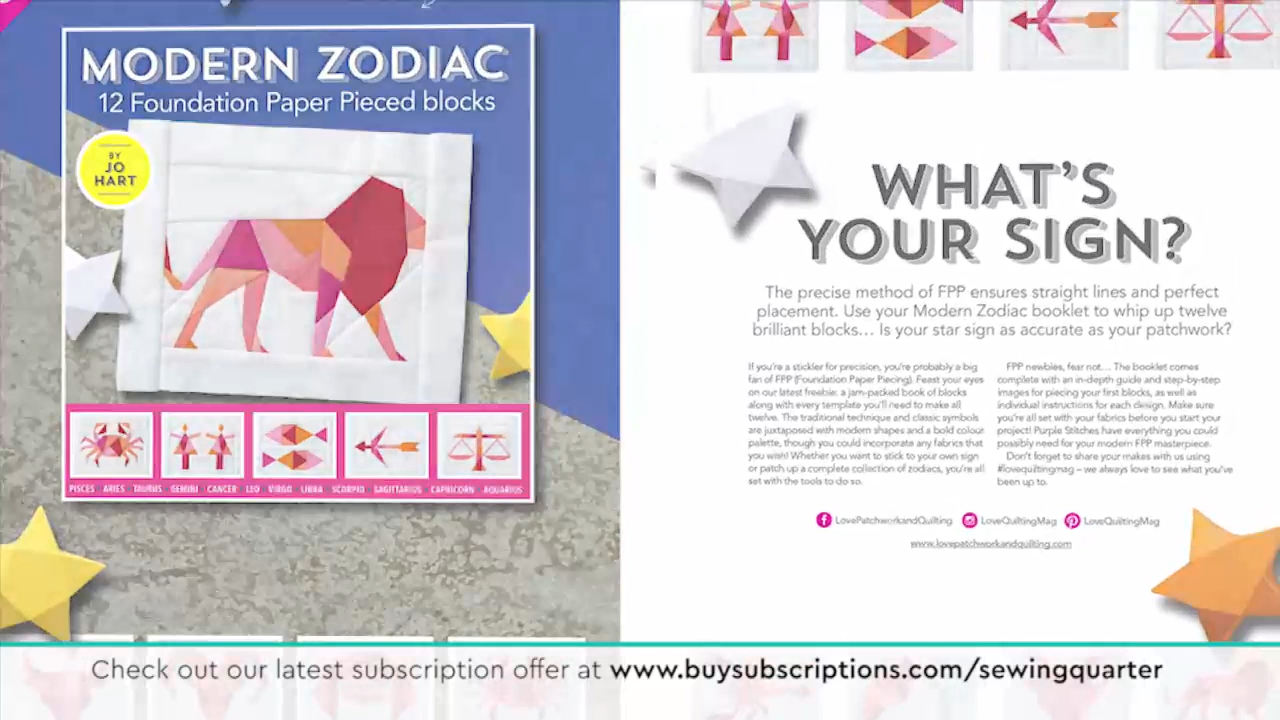 MODERN ZODIAC
12 Foundation Paper Pieced blocks
BY
JO
HART
PISCES ARIES TAURUS GEMINI CANCER LEO VIRGO LIBRA SCORPIO SAGITTARIUS CAPRICORN AQUARIUS
WHAT'S
YOUR SIGN?
The precise method of FPP ensures straight lines and perfect
placement. Use your Modern Zodiac booklet to whip up twelve
brilliant blocks... Is your star sign as accurate as your patchwork?
If you're a stickler for precision, you're probably a big
fan of FPP (Foundation Paper Piecing). Feast your eyes
on our latest freebie: a jam-packed book of blocks
along with every template you'll need to make all
twelve. The traditional technique and classic symbols
are juxtaposed with modern shapes and a bold colour
palette, though you could incorporate any fabrics that
you wish! Whether you want to stick to your own sign
or patch up a complete collection of zodiacs, you're all
set with the tools to do so.
FPP newbies, fear not... The booklet comes
complete with an in-depth guide and step-by-step
images for piecing your first blocks, as well as
individual instructions for each design. Make sure
you're all set with your fabrics before you start your
project! Purple Stitches have everything you could
possibly need for your modern FPP masterpiece.
Don't forget to share your makes with us using
#lovequiltingmag – we always love to see what you've
been up to.
LovePatchworkandQuilting LoveQuiltingMag LoveQuiltingMag
www.lovepatchworkandquilting.com
Check out our latest subscription offer at www.buysubscriptions.com/sewingquarter